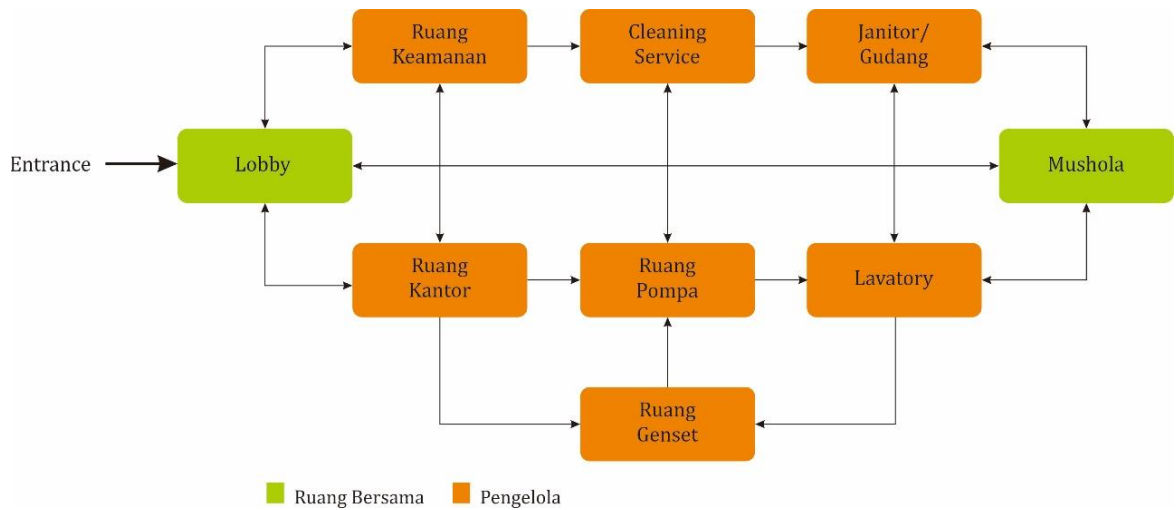 Ruang
Keamanan
Cleaning
Service
Janitor/
Gudang
Entrance
Lobby
Mushola
Ruang
Kantor
Ruang
Pompa
Lavatory
Ruang
Genset
Ruang Bersama
Pengelola